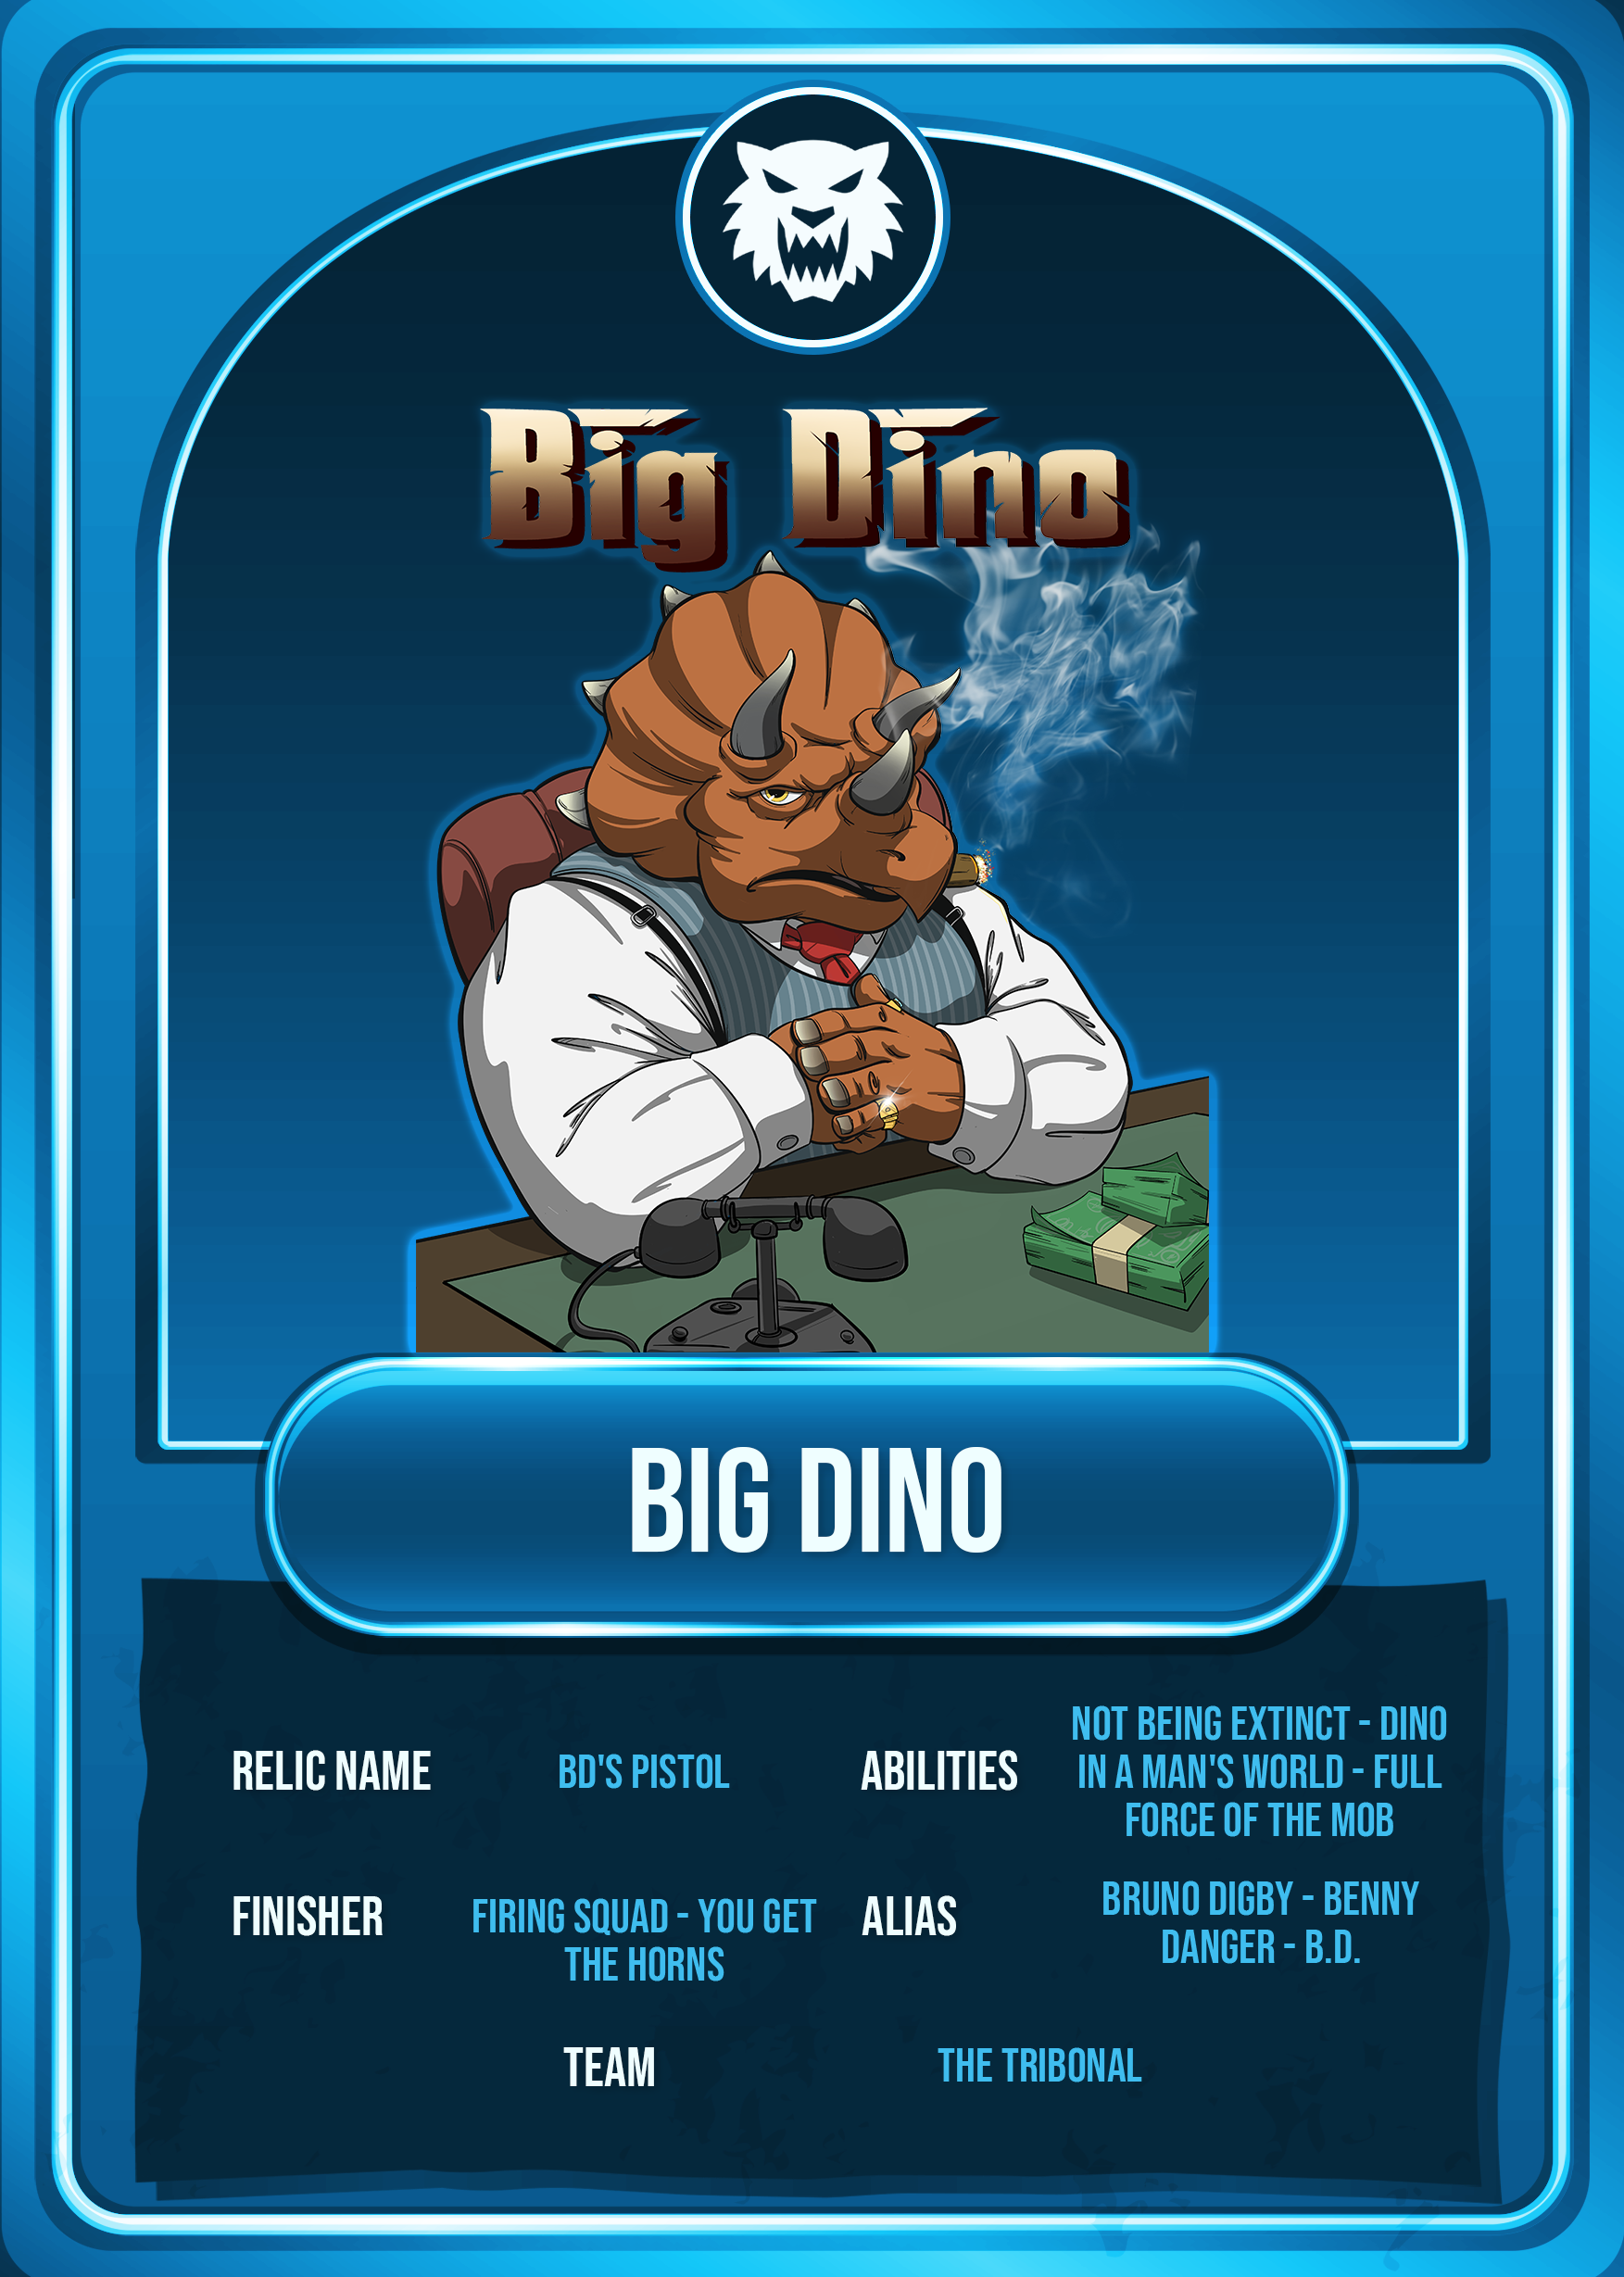 Big Dino
BIG DINO
RELIC NAME
BD'S PISTOL
ABILITIES
NOT BEING EXTINCT - DINO
IN A MAN'S WORLD - FULL
FORCE OF THE MOB
FINISHER
FIRING SQUAD - YOU GET
THE HORNS
ALIAS
BRUNO DIGBY - BENNY
DANGER - B.D.
TEAM
THE TRIBONAL